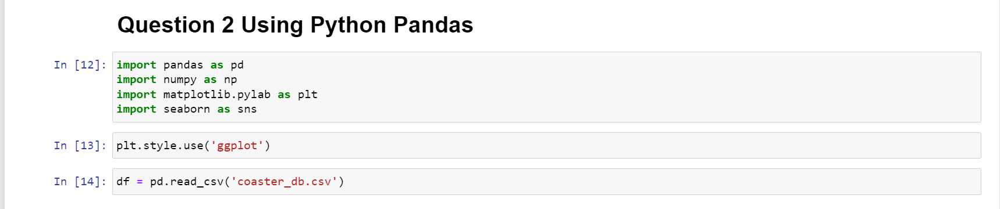 Question 2 Using Python Pandas
In [12]: import pandas as pd
import numpy as np
import matplotlib.pylab as plt
import seaborn as sns
In [13]: plt.style.use('ggplot')
In [14]: df = pd.read_csv('coaster_db.csv')